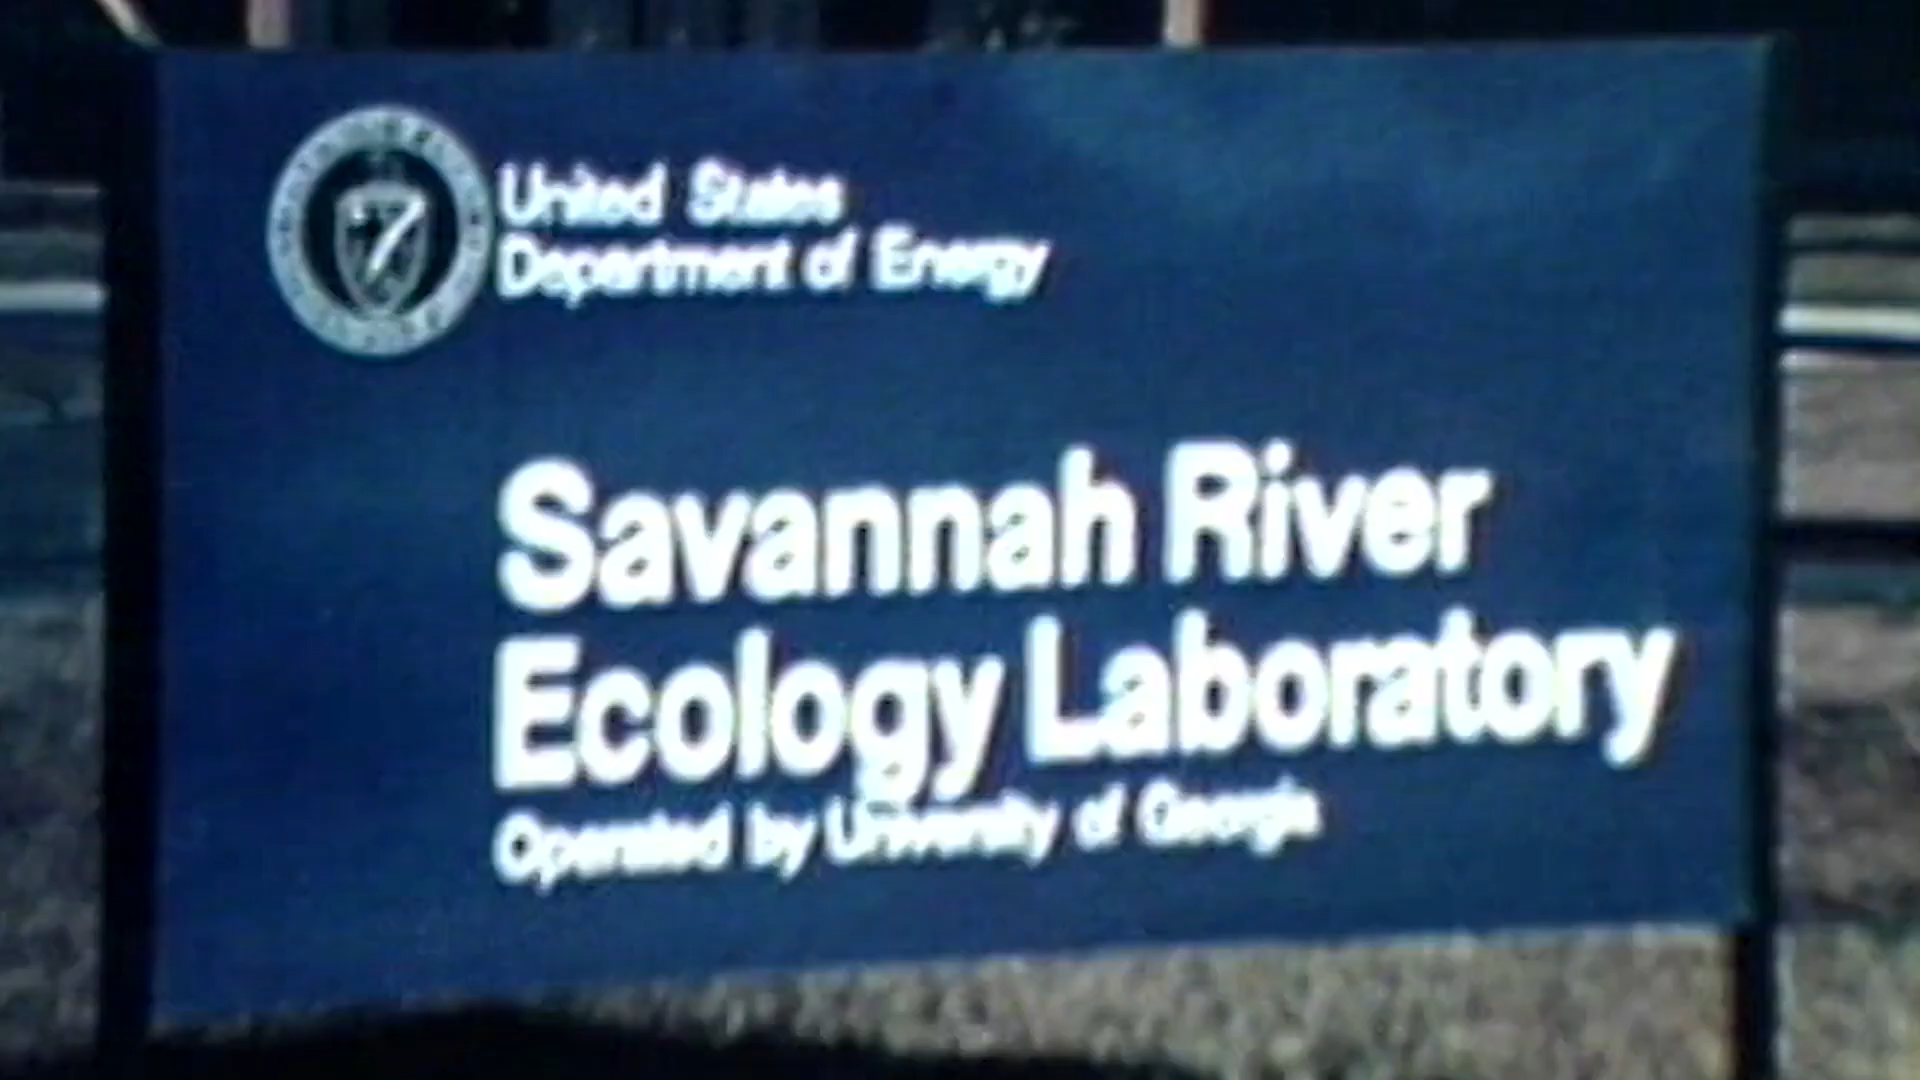 United States
Department of Energy
Savannah River
Ecology Laboratory
Operated by University of Georgia